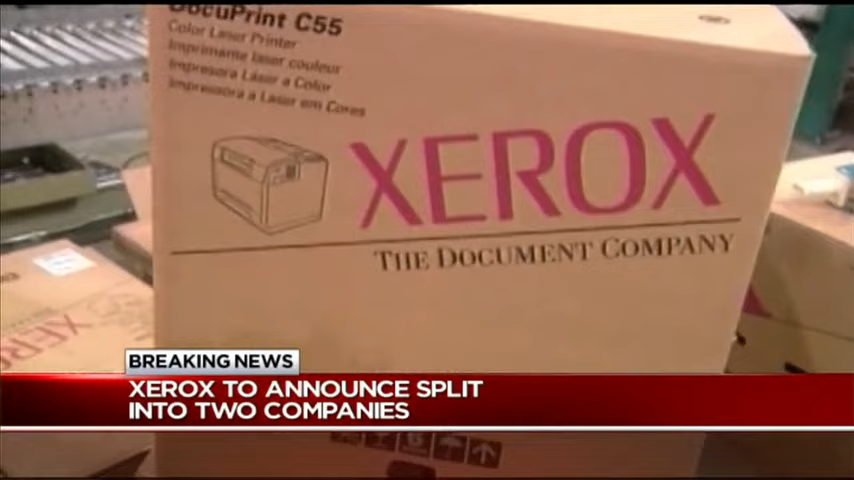 DocuPrint C55
Color Laser Printer
Imprimante laser couleur
Impresora Láser a Color
Impressora a Laser em Cores
XEROX
THE DOCUMENT COMPANY
XEROX
BREAKING NEWS
XEROX TO ANNOUNCE SPLIT
INTO TWO COMPANIES